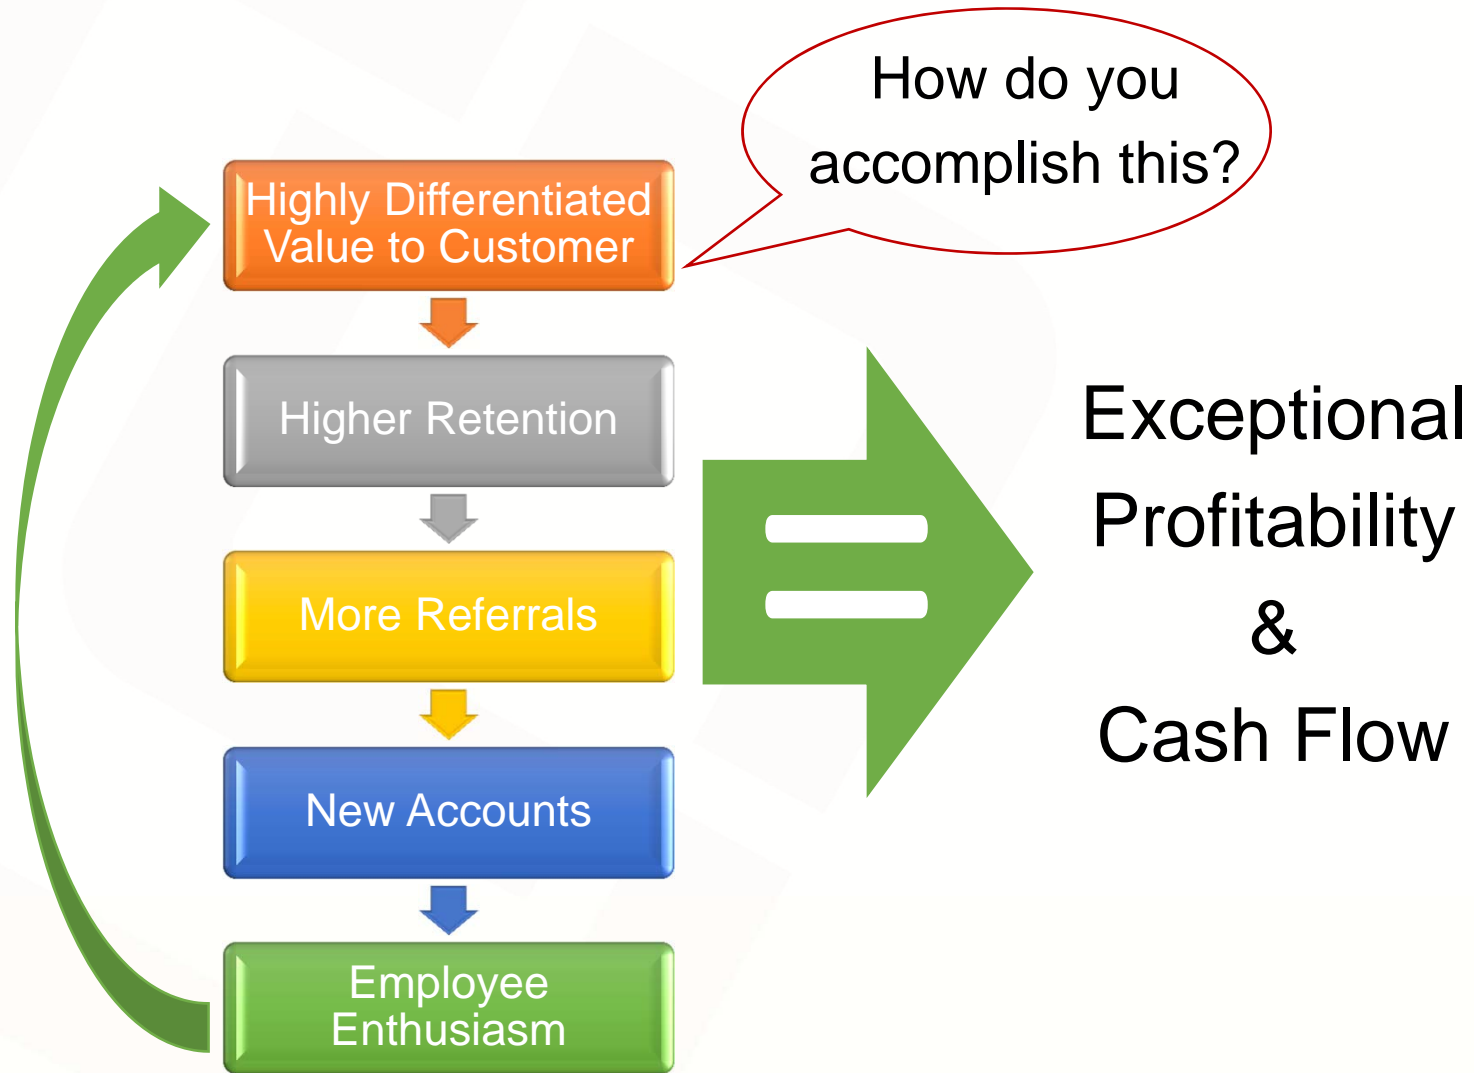 How do you
accomplish this?
Highly Differentiated
Value to Customer
Higher Retention
More Referrals
New Accounts
Employee
Enthusiasm
Exceptional
Profitability
&
Cash Flow